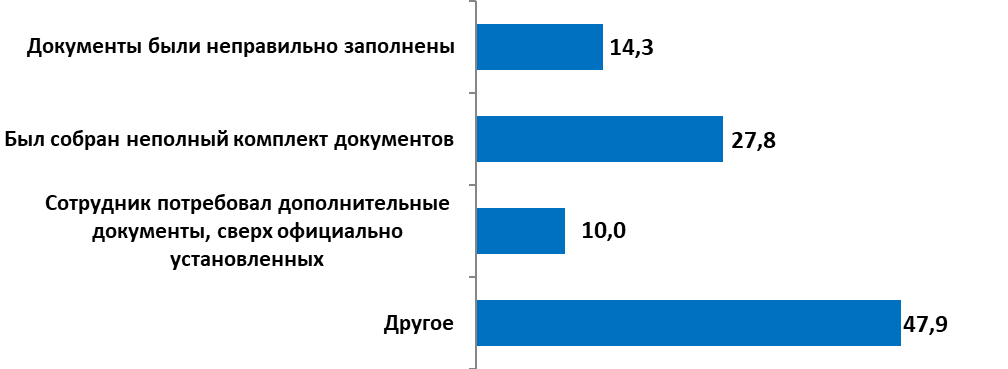 Документы были неправильно заполнены
14,3
Был собран неполный комплект документов
27,8
Сотрудник потребовал дополнительные
документы, сверх официально
установленных
10,0
Другое
47,9